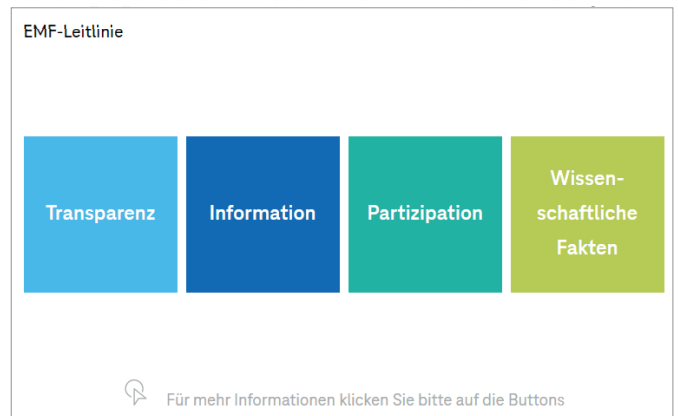 EMF-Leitlinie
Transparenz
Information
Partizipation
Wissen-
schaftliche
Fakten
Für mehr Informationen klicken Sie bitte auf die Buttons